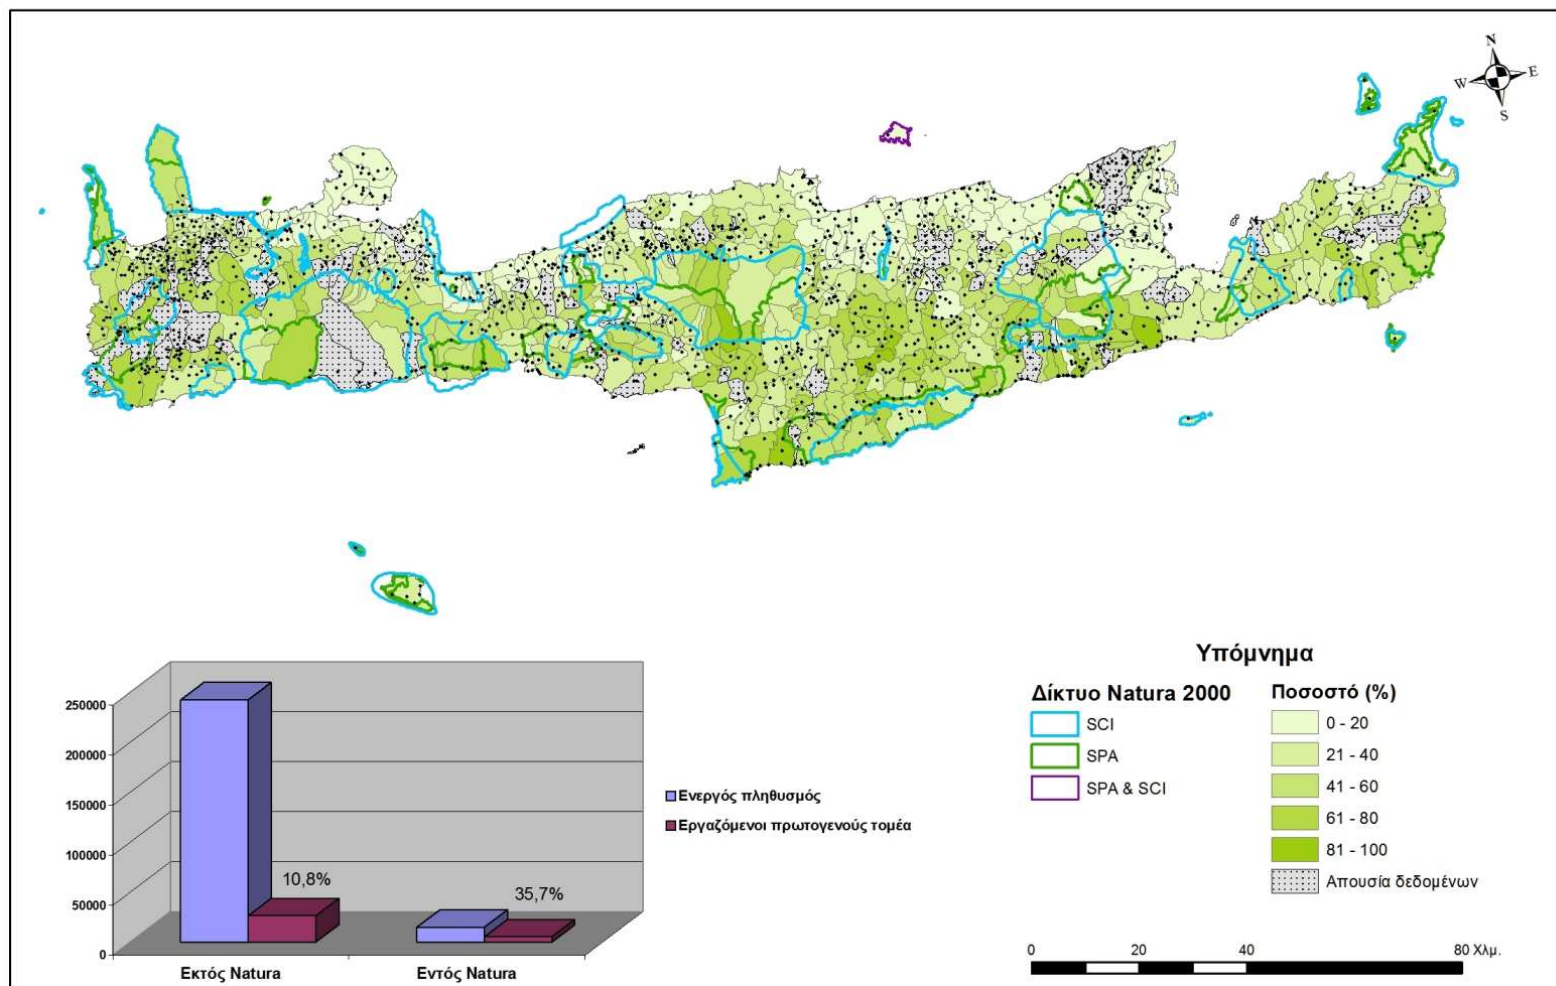 N
W E
S
Υπόμνημα
Δίκτυο Natura 2000
SCI
SPA
SPA & SCI
Ποσοστό (%)
0 - 20
21 - 40
41 - 60
61 - 80
81 - 100
Απουσία δεδομένων
0 20 40 80 Χλμ.
250000
200000
150000
100000
50000
0
10,8%
35,7%
Εκτός Natura
Εντός Natura
Ενεργός πληθυσμός
Εργαζόμενοι πρωτογενούς τομέα